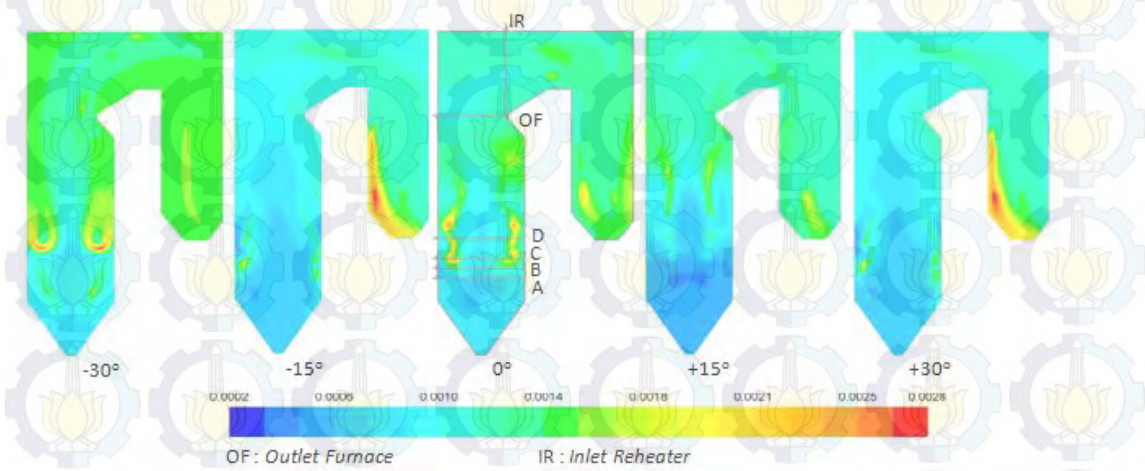 IR
OF
D
C
B
A
-30° -15° 0° +15° +30°
0.0002 0.0006 0.0010 0.0014 0.0018 0.0021 0.0025 0.0028
OF : Outlet Furnace IR : Inlet Reheater